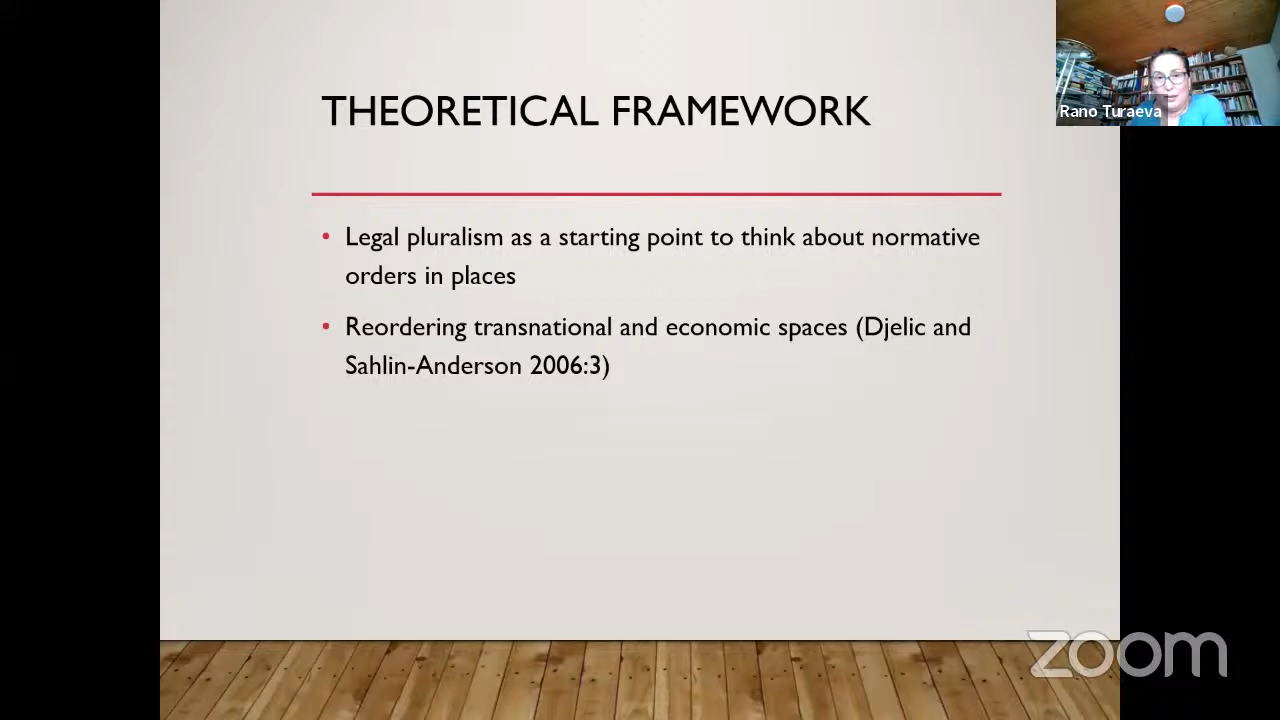 THEORETICAL FRAMEWORK
Rano Turaeva
• Legal pluralism as a starting point to think about normative
orders in places
• Reordering transnational and economic spaces (Djelic and
Sahlin-Anderson 2006:3)
zoom